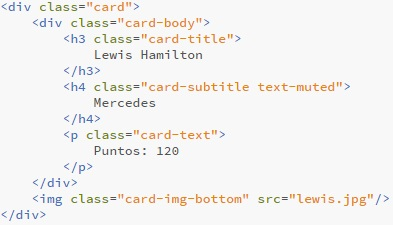 <div class="card">
    <div class="card-body">
        <h3 class="card-title">
            Lewis Hamilton
        </h3>
        <h4 class="card-subtitle text-muted">
            Mercedes
        </h4>
        <p class="card-text">
            Puntos: 120
        </p>
    </div>
    <img class="card-img-bottom" src="lewis.jpg"/>
</div>